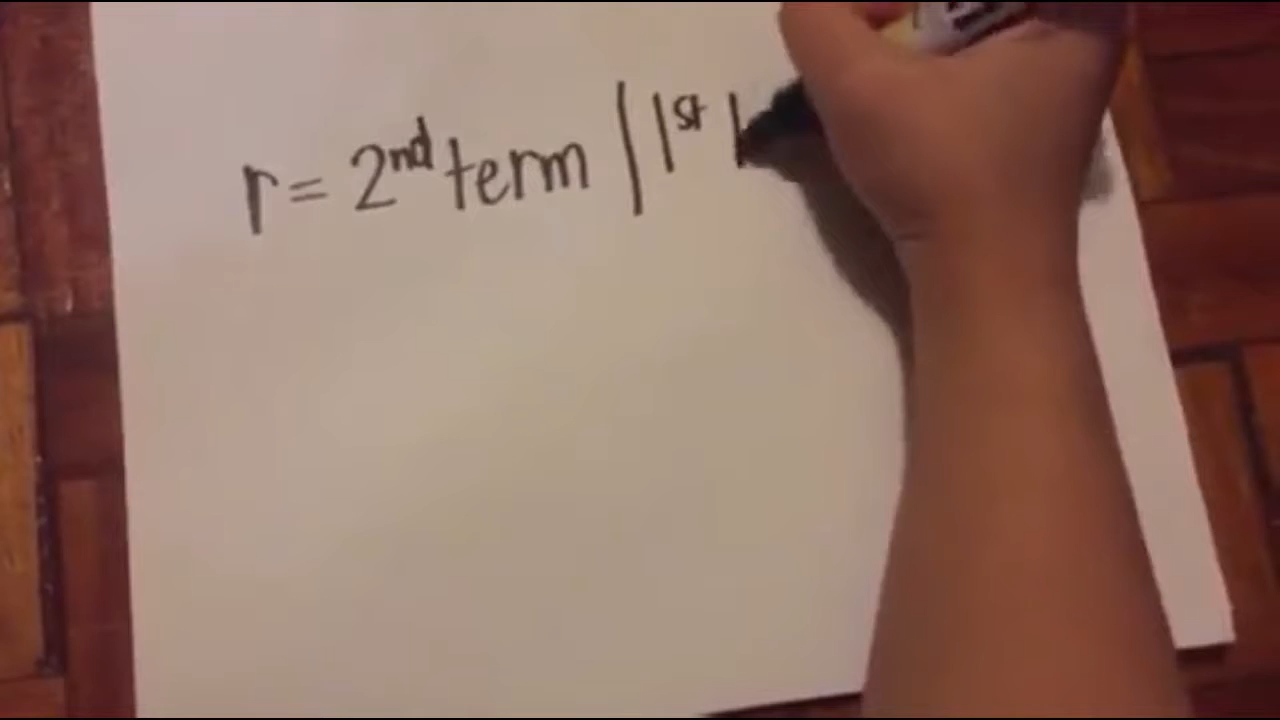 r = 2nd term / 1st